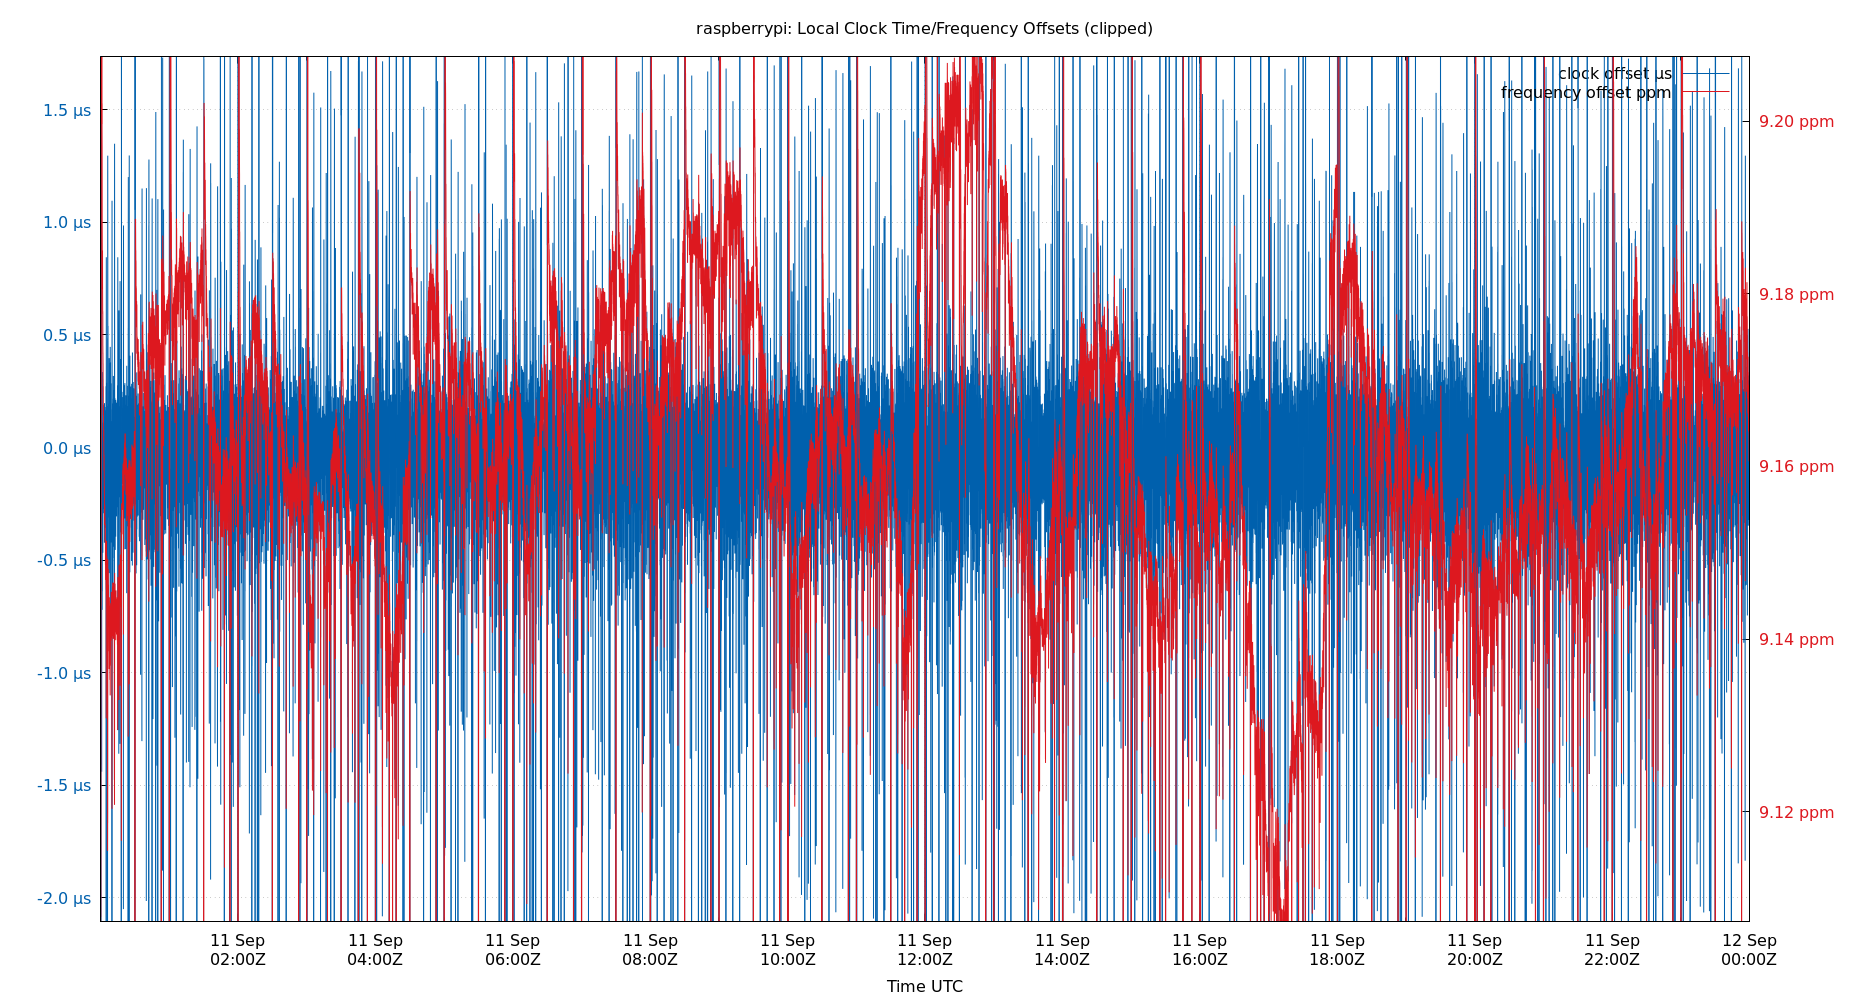 raspberrypi: Local Clock Time/Frequency Offsets (clipped)
clock offset µs
frequency offset ppm
1.5 µs
1.0 µs
0.5 µs
0.0 µs
-0.5 µs
-1.0 µs
-1.5 µs
-2.0 µs
9.20 ppm
9.18 ppm
9.16 ppm
9.14 ppm
9.12 ppm
11 Sep
02:00Z
11 Sep
04:00Z
11 Sep
06:00Z
11 Sep
08:00Z
11 Sep
10:00Z
11 Sep
12:00Z
11 Sep
14:00Z
11 Sep
16:00Z
11 Sep
18:00Z
11 Sep
20:00Z
11 Sep
22:00Z
12 Sep
00:00Z
Time UTC